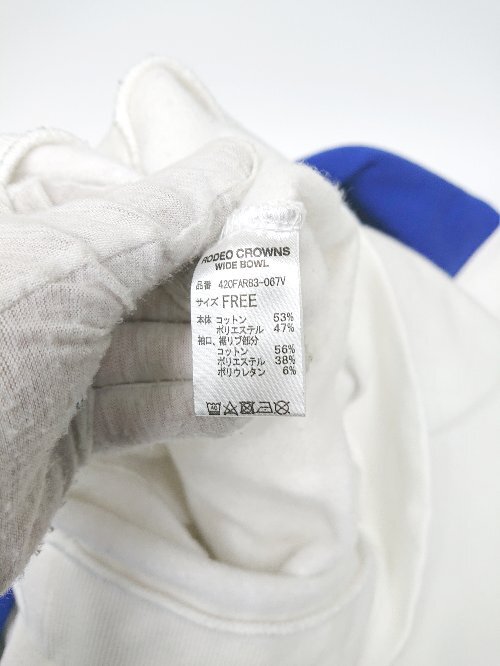 RODEO CROWNS
WIDE BOWL
品番 420FAR83-067V
サイズ FREE
本体 コットン 53%
ポリエステル 47%
袖口、裾リブ部分
コットン 56%
ポリエステル 38%
ポリウレタン 6%